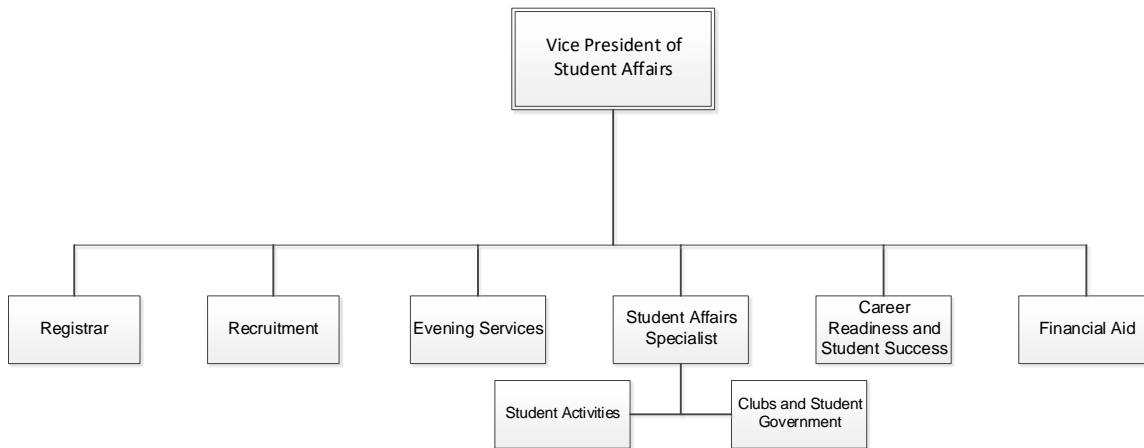 Vice President of
Student Affairs
Registrar
Recruitment
Evening Services
Student Affairs
Specialist
Career
Readiness and
Student Success
Financial Aid
Student Activities
Clubs and Student
Government